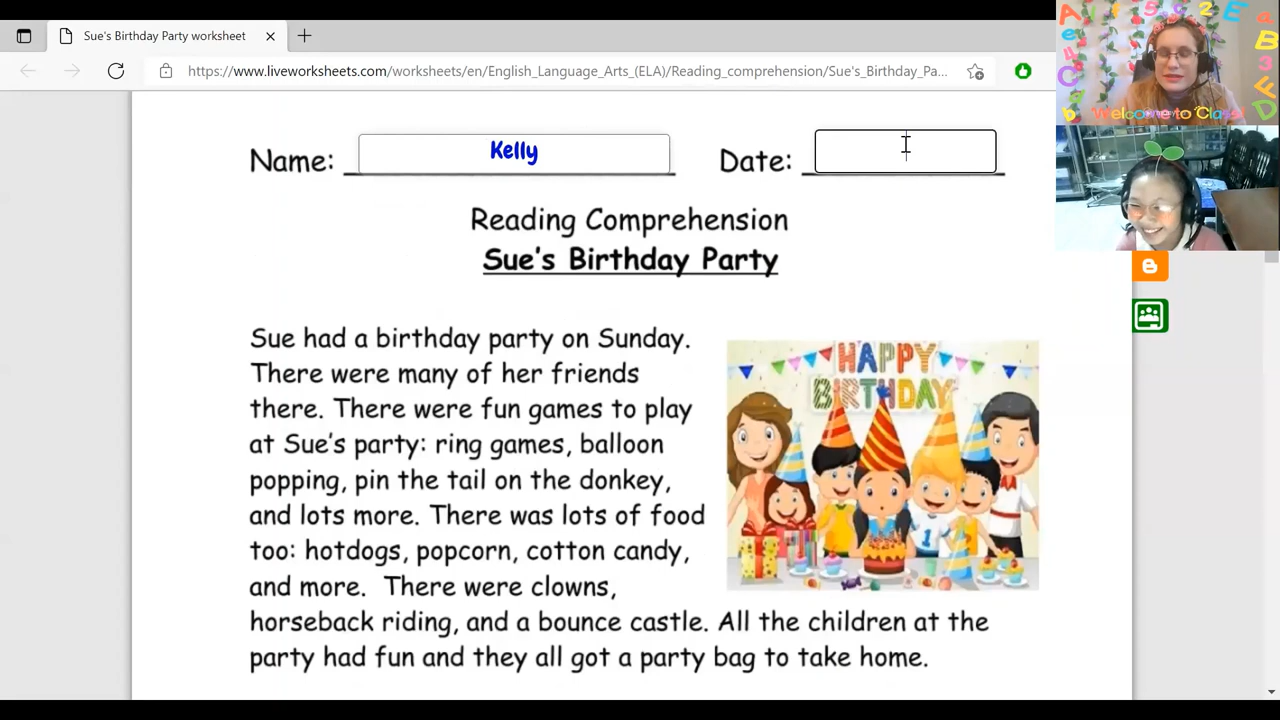 Sue's Birthday Party worksheet
https://www.liveworksheets.com/worksheets/en/English_Language_Arts_(ELA)/Reading_comprehension/Sue's_Birthday_Pa...
Welcome to Class!
Name: Kelly Date:
Reading Comprehension
Sue's Birthday Party
Sue had a birthday party on Sunday.
There were many of her friends
there. There were fun games to play
at Sue's party: ring games, balloon
popping, pin the tail on the donkey,
and lots more. There was lots of food
too: hotdogs, popcorn, cotton candy,
and more. There were clowns,
horseback riding, and a bounce castle. All the children at the
party had fun and they all got a party bag to take home.
HAPPY
BIRTHDAY
1